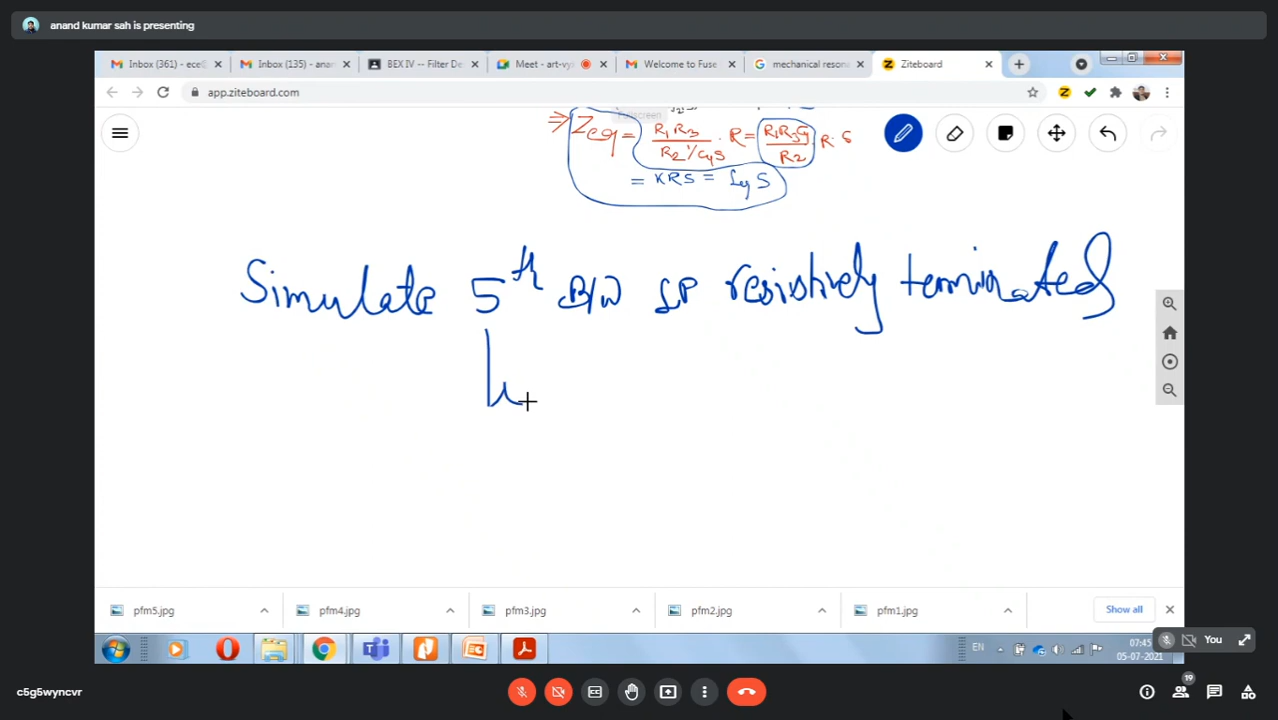 anand kumar sah is presenting
Inbox (361) - ece
Inbox (135) - ana
BEX IV -- Filter De
Meet - art-vy
Welcome to Fuse
mechanical reson
Ziteboard
app.ziteboard.com
⇒ Zeq = R1R3 / R2 1/C4S · R = R1R3C4 / R2 · R · S
= KRS = LeqS
Simulate 5th B/W LP resistively terminated
pfm5.jpg
pfm4.jpg
pfm3.jpg
pfm2.jpg
pfm1.jpg
Show all
EN
07:45
05-07-2021
You
c5g5wyncvr
19